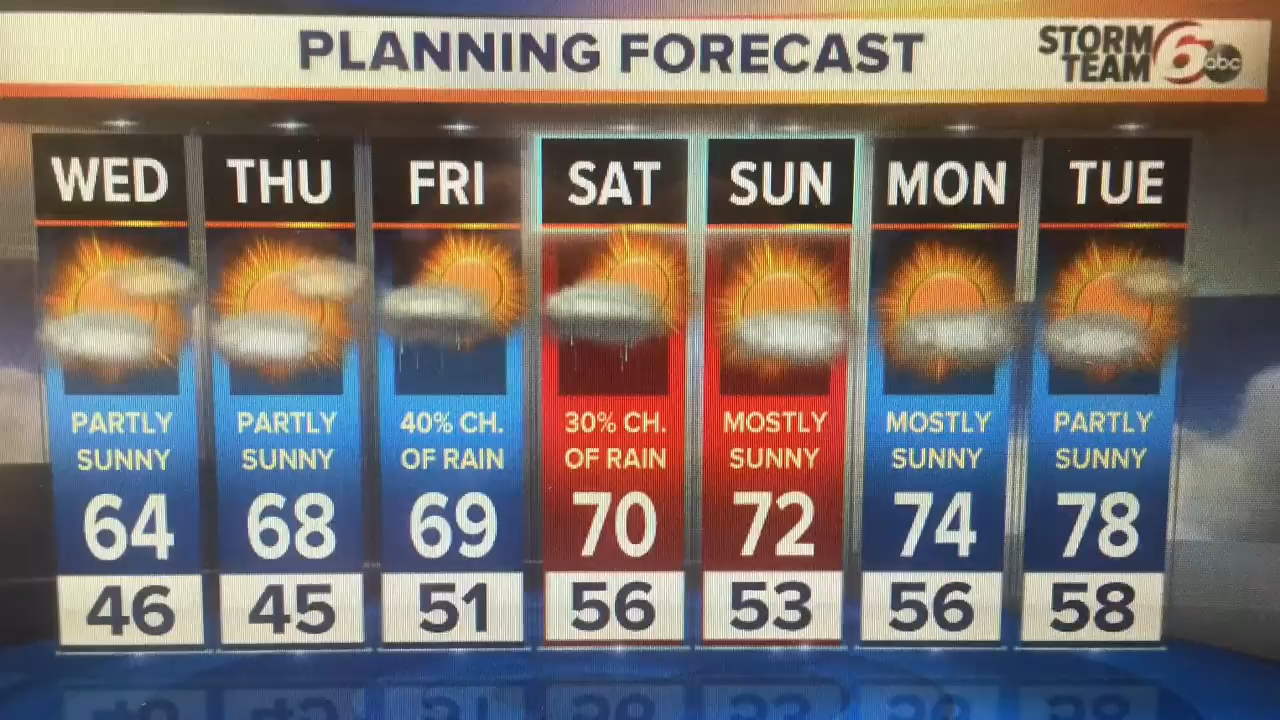 PLANNING FORECAST
STORM
TEAM
6
abc
WED THU FRI SAT SUN MON TUE
PARTLY PARTLY 40% CH. 30% CH. MOSTLY MOSTLY PARTLY
SUNNY SUNNY OF RAIN OF RAIN SUNNY SUNNY SUNNY
64 68 69 70 72 74 78
46 45 51 56 53 56 58